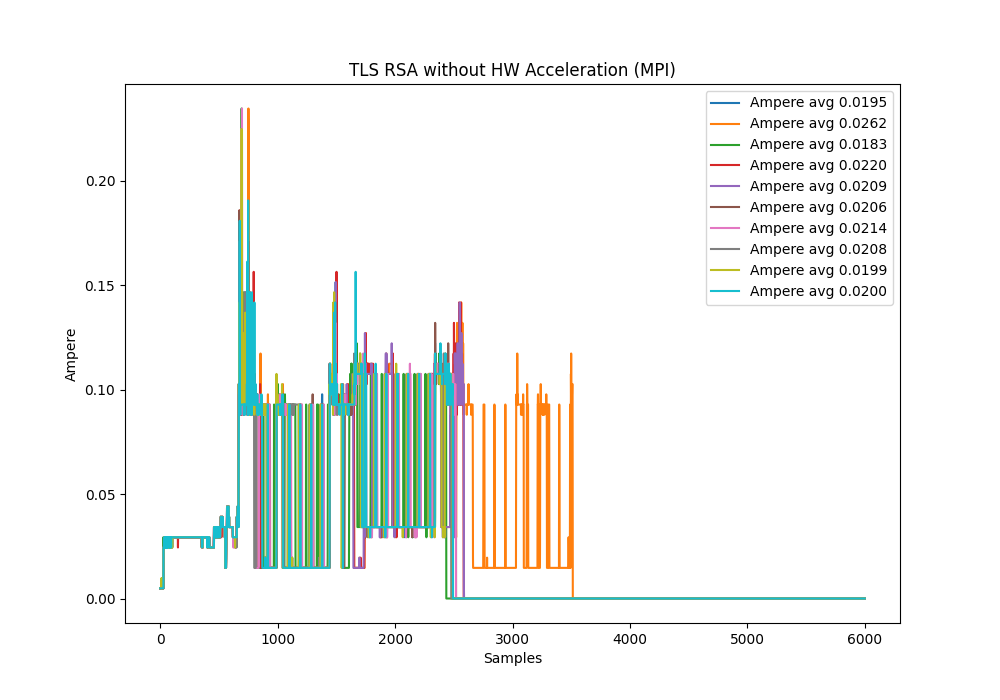 TLS RSA without HW Acceleration (MPI)
Ampere avg 0.0195
Ampere avg 0.0262
Ampere avg 0.0183
Ampere avg 0.0220
Ampere avg 0.0209
Ampere avg 0.0206
Ampere avg 0.0214
Ampere avg 0.0208
Ampere avg 0.0199
Ampere avg 0.0200
Ampere
0.20
0.15
0.10
0.05
0.00
0 1000 2000 3000 4000 5000 6000
Samples